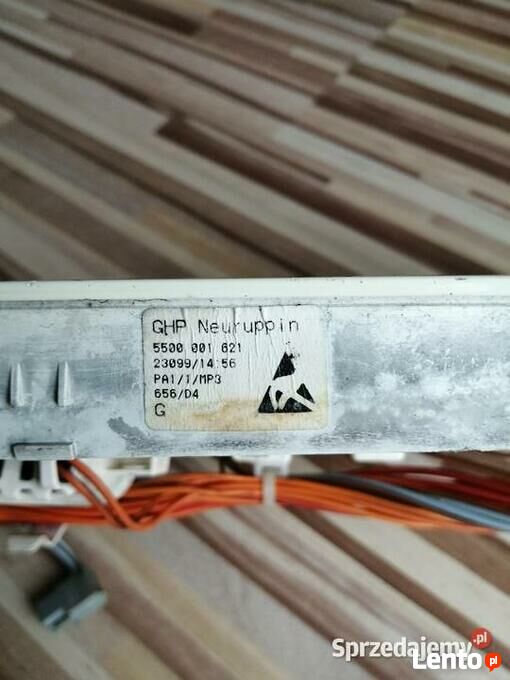 GHP Neuruppin
5500 001 621
23099/14:56
PA1/1/MP3
656/D4
G
Sprzedajemy.pl
Lento.pl